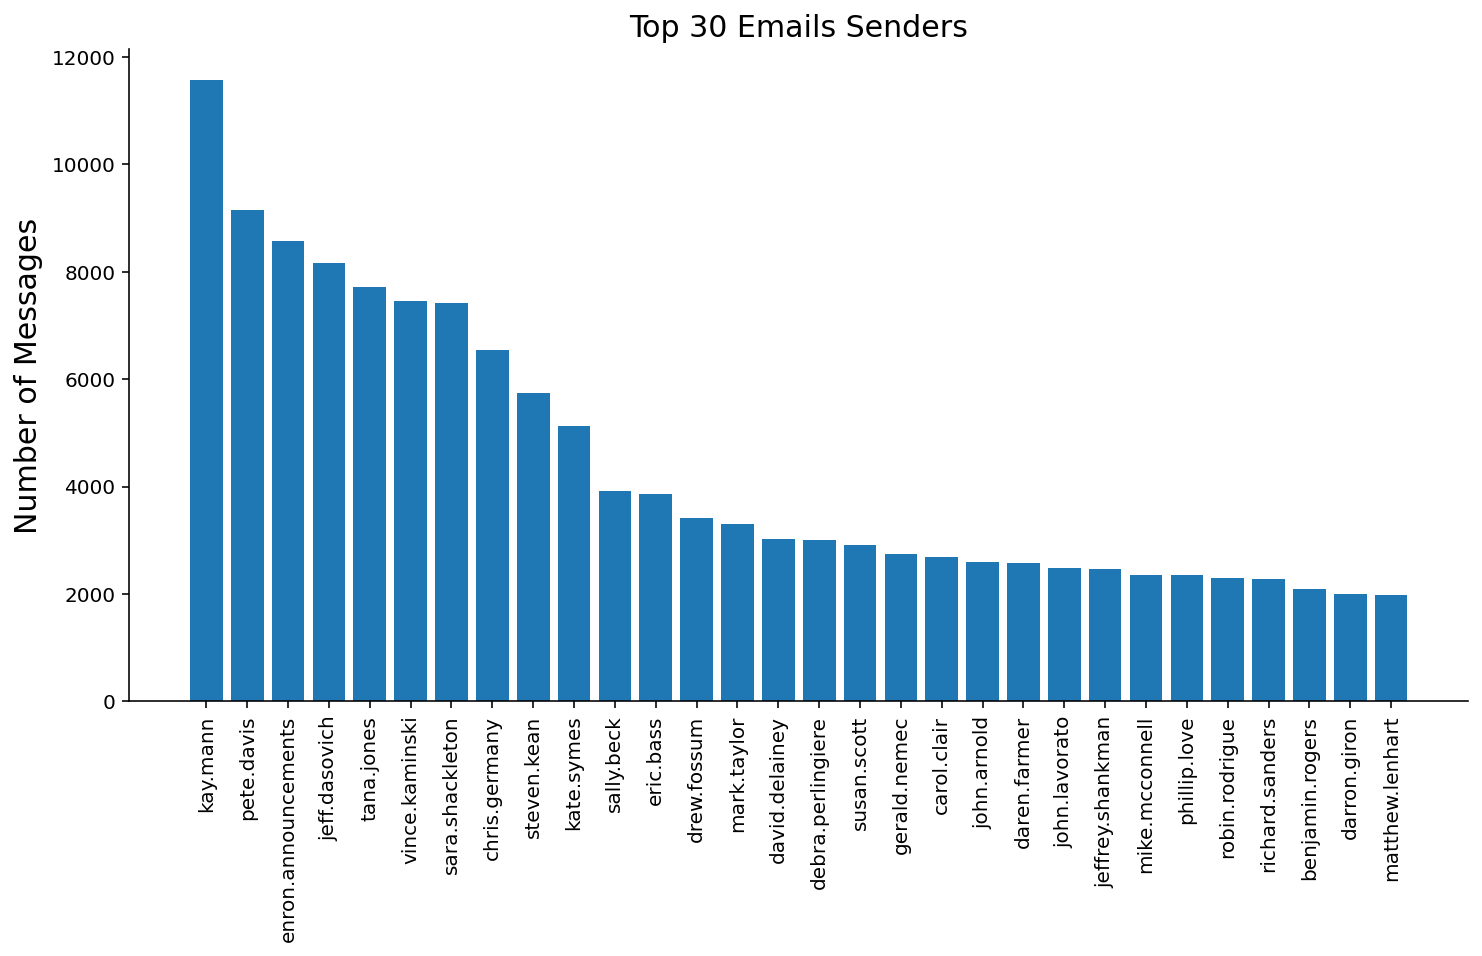 Top 30 Emails Senders
Number of Messages
12000
10000
8000
6000
4000
2000
0
kay.mann
pete.davis
enron.announcements
jeff.dasovich
tana.jones
vince.kaminski
sara.shackleton
chris.germany
steven.kean
kate.symes
sally.beck
eric.bass
drew.fossum
mark.taylor
david.delainey
debra.perlingiere
susan.scott
gerald.nemec
carol.clair
john.arnold
daren.farmer
john.lavorato
jeffrey.shankman
mike.mcconnell
phillip.love
robin.rodrigue
richard.sanders
benjamin.rogers
darron.giron
matthew.lenhart